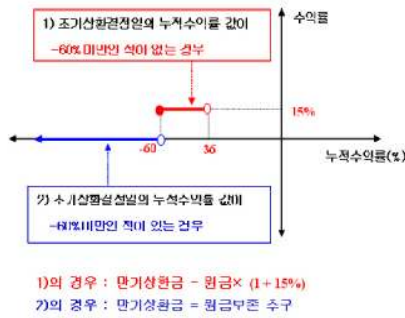 수익률
1) 조기상환결정일의 누적수익률 값이
-60%미만인 적이 없는 경우
15%
-60
36
누적수익률(%)
2) 조기상환결정일의 누적수익률 값이
-60%미만인 적이 있는 경우
1)의 경우 : 만기상환금 = 원금× (1+15%)
2)의 경우 : 만기상환금 = 원금보존 추구